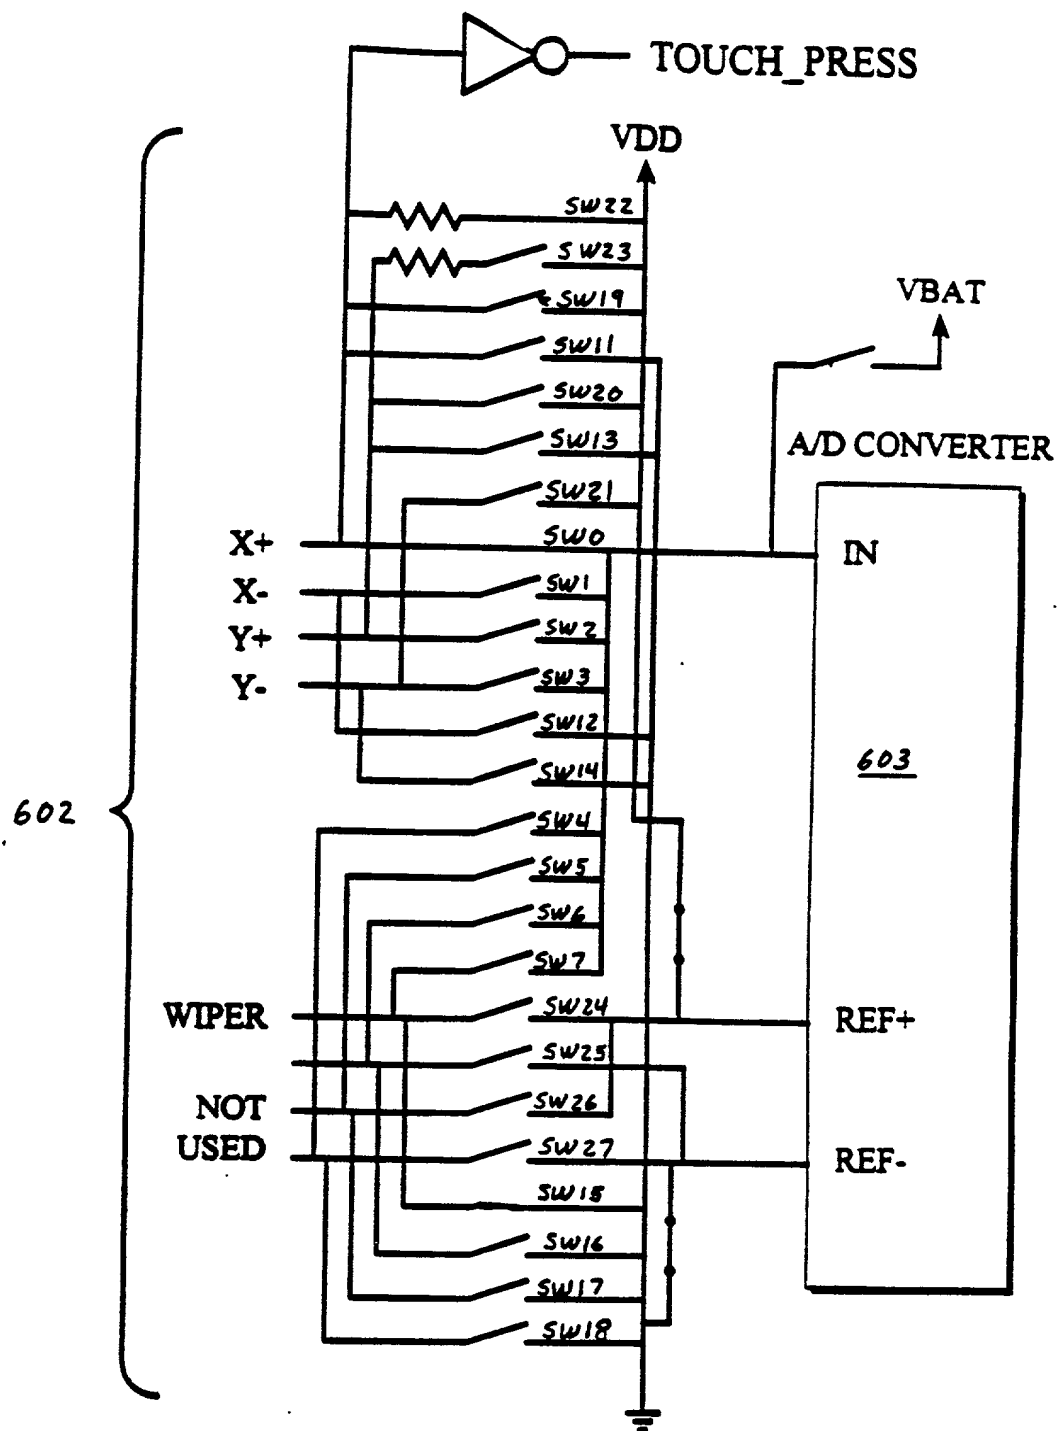 TOUCH_PRESS
VDD
SW22
SW23
SW19
VBAT
SW11
SW20
SW13
A/D CONVERTER
SW21
X+
SW0
IN
X-
SW1
Y+
SW2
Y-
SW3
SW12
603
SW14
602
SW4
SW5
SW6
SW7
WIPER
SW24
REF+
SW25
NOT
SW26
USED
SW27
REF-
SW15
SW16
SW17
SW18